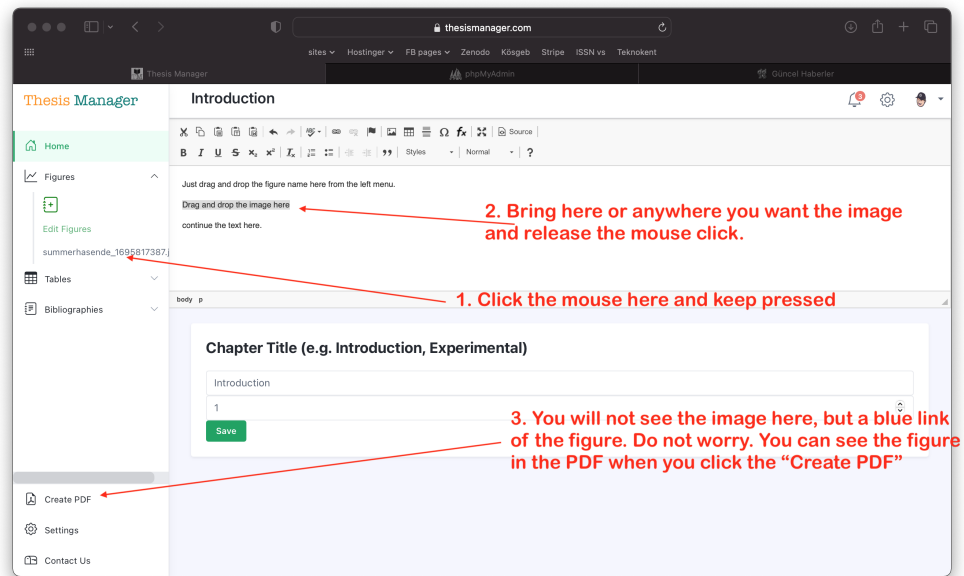 thesismanager.com
sites Hostinger FB pages Zenodo Kösgeb Stripe ISSN vs Teknokent
Thesis Manager phpMyAdmin Güncel Haberler
Thesis Manager
Introduction
3
Source
B I U S x₂ x² Iₓ Styles Normal ?
Home
Figures
Edit Figures
summerhasende_1695817387.j
Tables
Bibliographies
Just drag and drop the figure name here from the left menu.
Drag and drop the image here
continue the text here.
2. Bring here or anywhere you want the image
and release the mouse click.
1. Click the mouse here and keep pressed
body p
Chapter Title (e.g. Introduction, Experimental)
Introduction
1
Save
3. You will not see the image here, but a blue link
of the figure. Do not worry. You can see the figure
in the PDF when you click the “Create PDF”
Create PDF
Settings
Contact Us